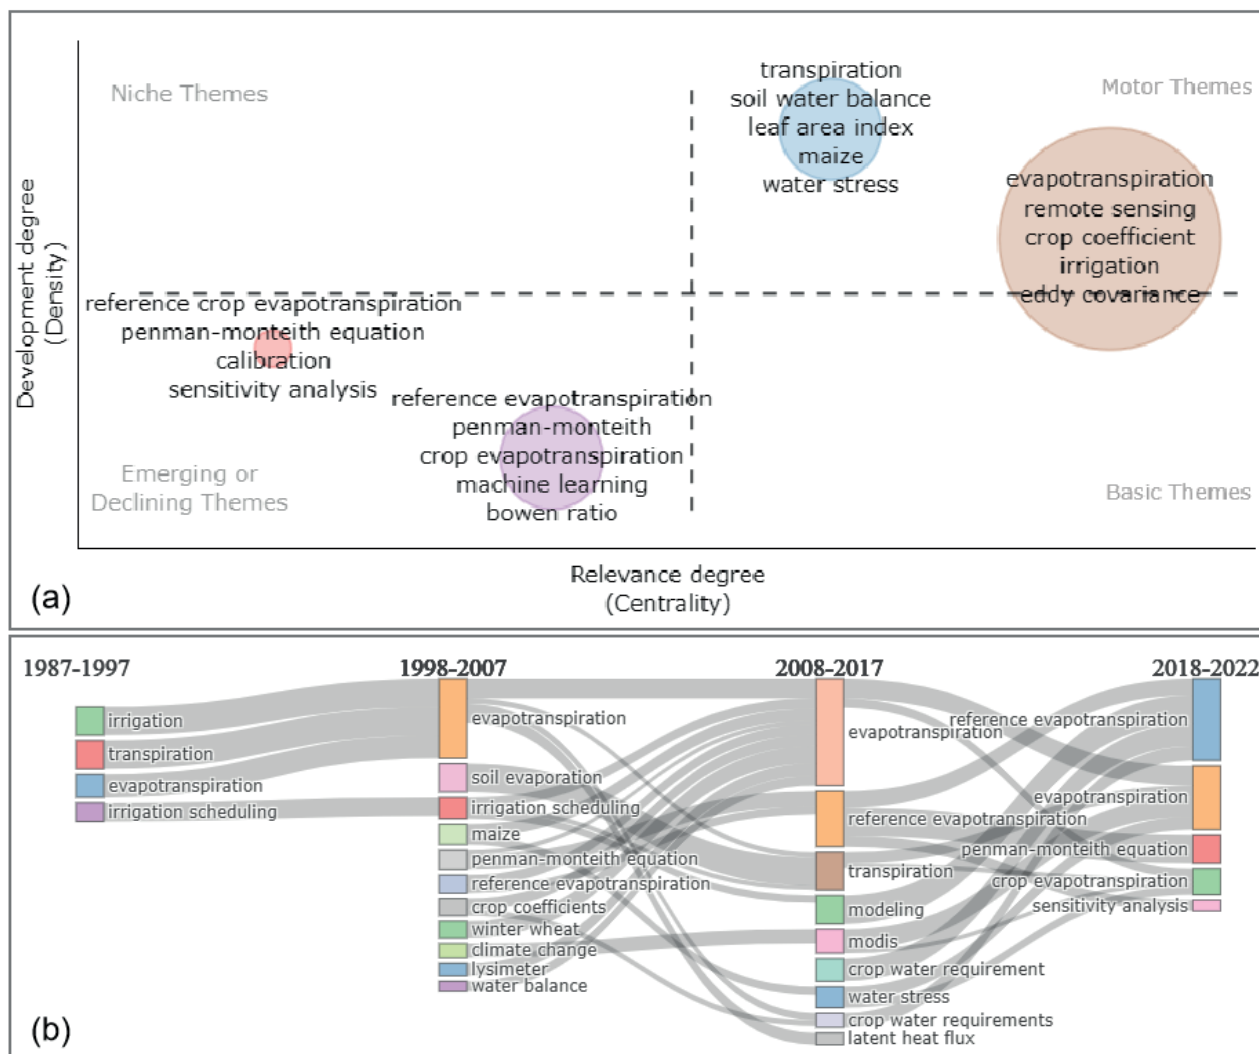 Niche Themes
Motor Themes
transpiration
soil water balance
leaf area index
maize
water stress
evapotranspiration
remote sensing
crop coefficient
irrigation
eddy covariance
reference crop evapotranspiration
penman-monteith equation
calibration
sensitivity analysis
reference evapotranspiration
penman-monteith
crop evapotranspiration
machine learning
bowen ratio
Emerging or
Declining Themes
Basic Themes
Development degree
(Density)
Relevance degree
(Centrality)
(a)
1987-1997
1998-2007
2008-2017
2018-2022
irrigation
transpiration
evapotranspiration
irrigation scheduling
evapotranspiration
soil evaporation
irrigation scheduling
maize
penman-monteith equation
reference evapotranspiration
crop coefficients
winter wheat
climate change
lysimeter
water balance
evapotranspiration
reference evapotranspiration
transpiration
modeling
modis
crop water requirement
water stress
crop water requirements
latent heat flux
reference evapotranspiration
evapotranspiration
penman-monteith equation
crop evapotranspiration
sensitivity analysis
(b)